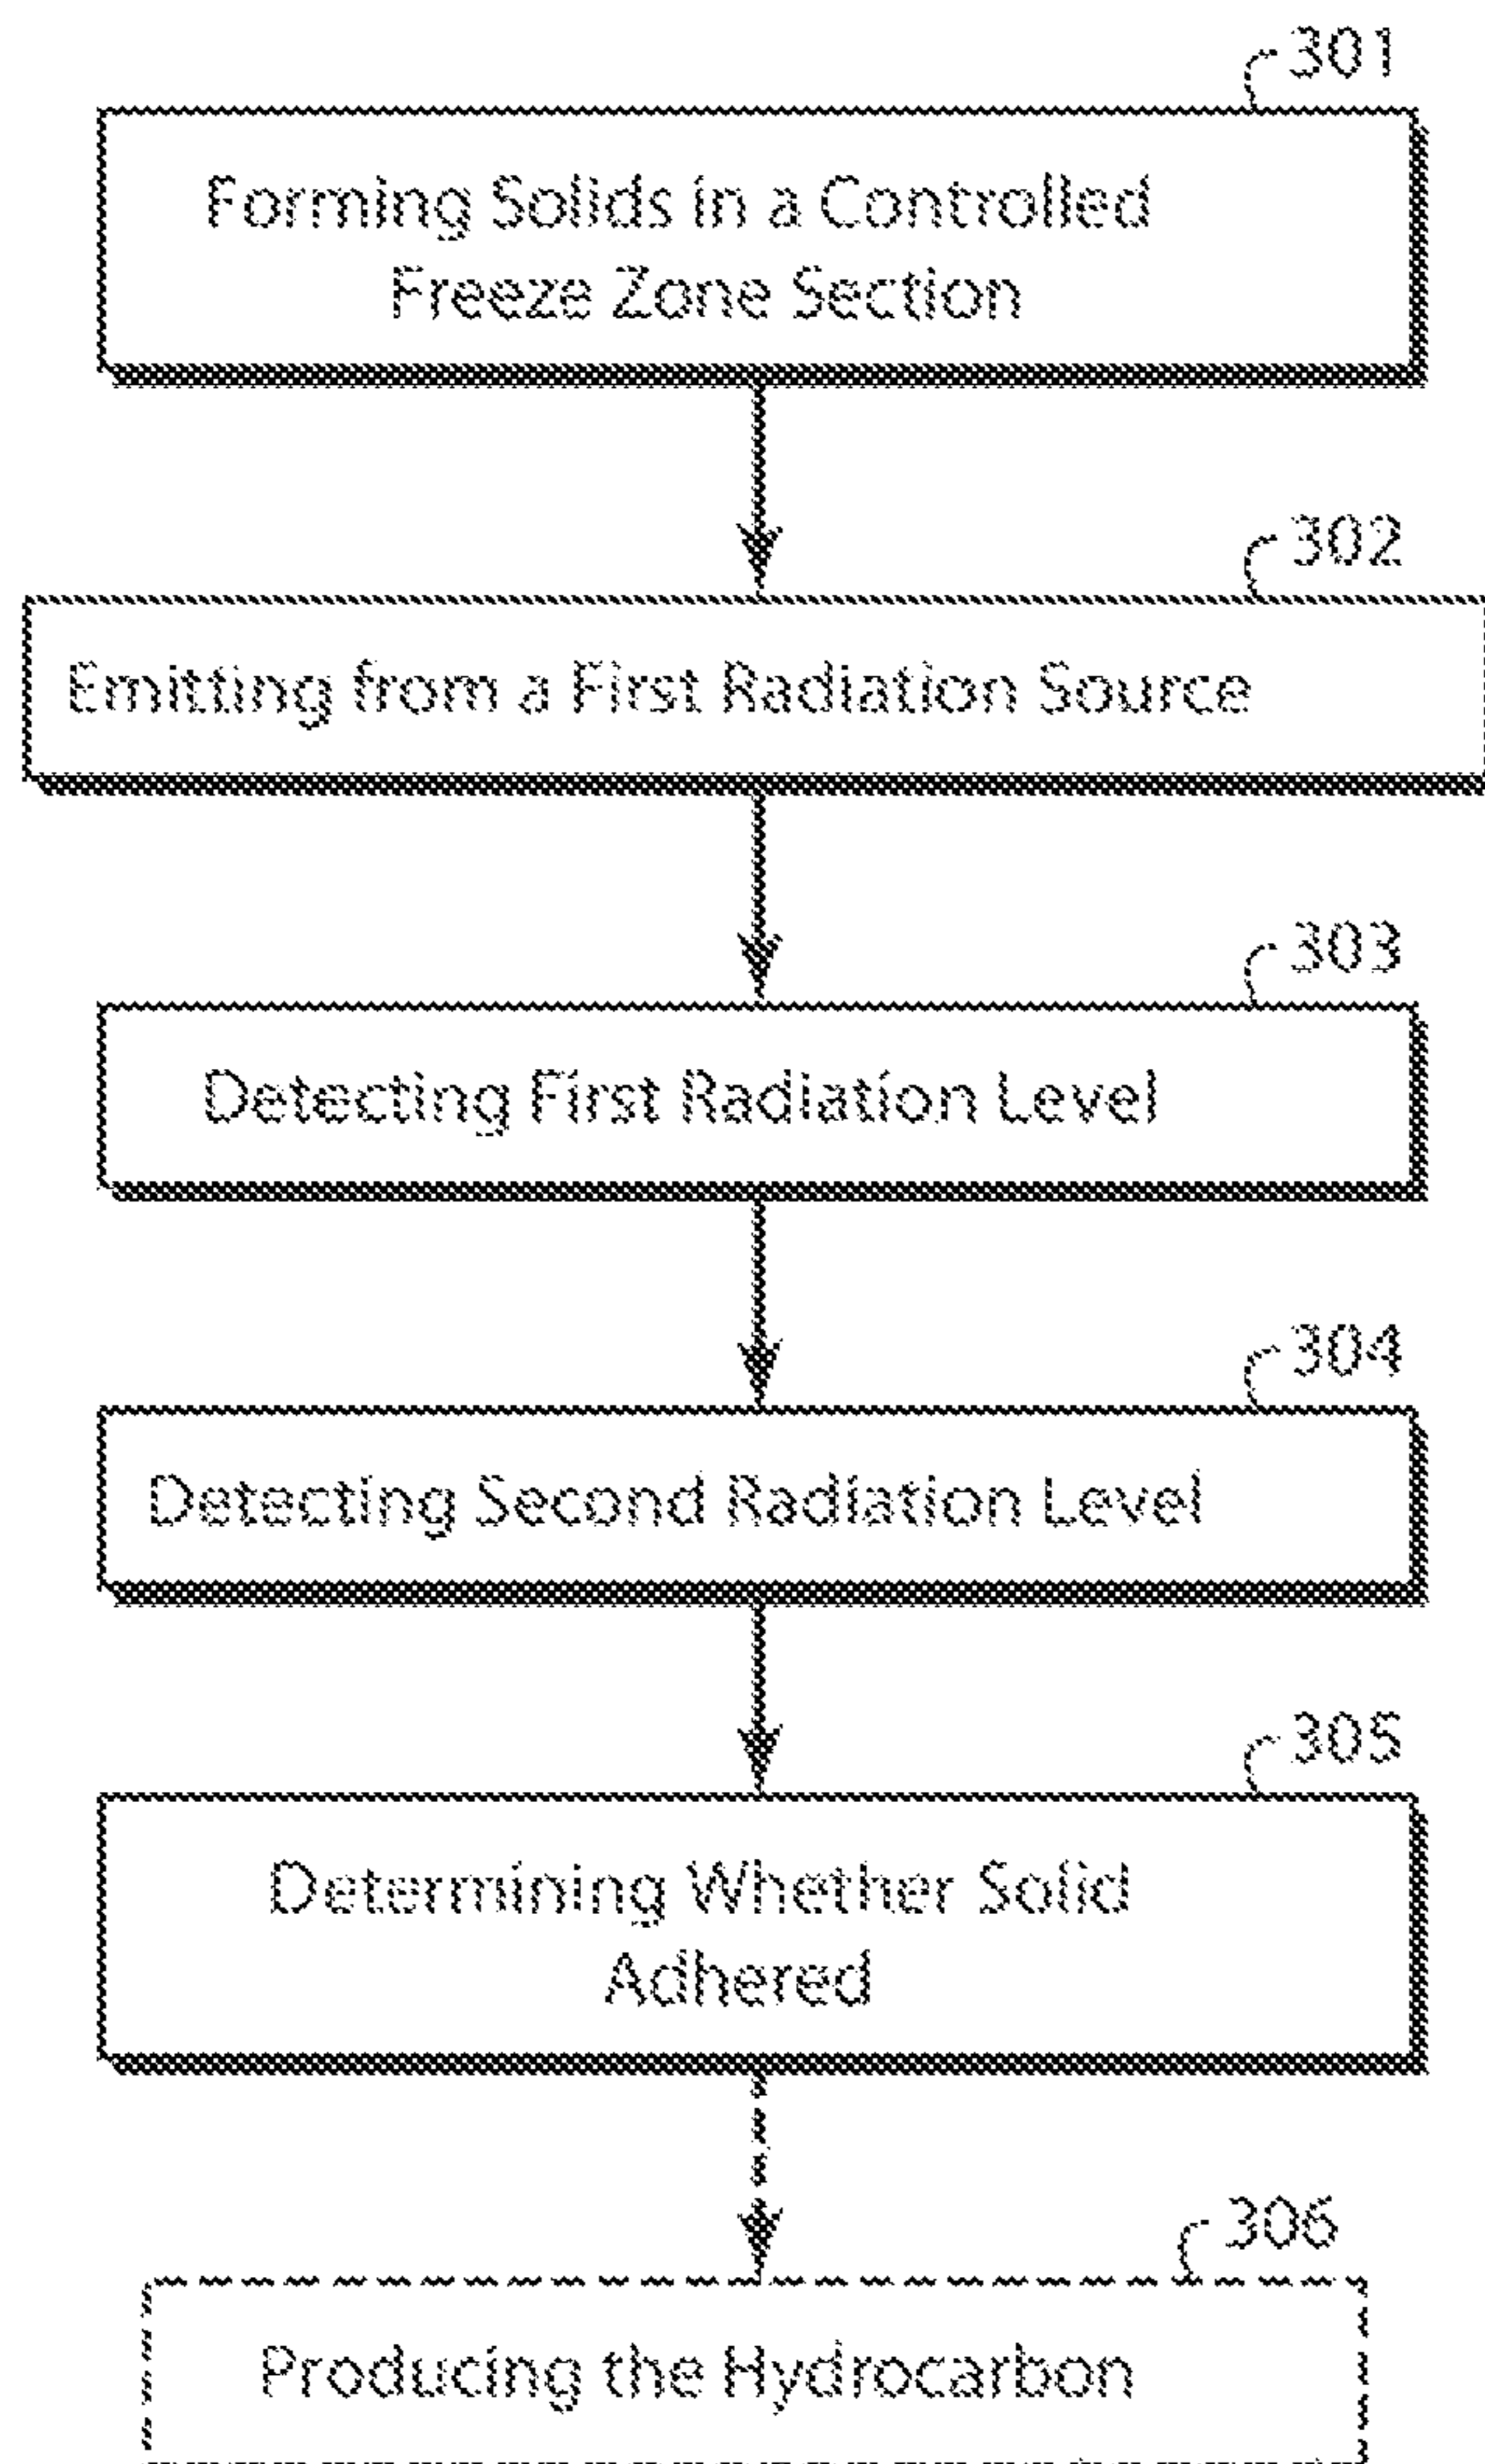 301
Forming Solids in a Controlled
Freeze Zone Section
302
Emitting from a First Radiation Source
303
Detecting First Radiation Level
304
Detecting Second Radiation Level
305
Determining Whether Solid
Adhered
306
Producing the Hydrocarbon